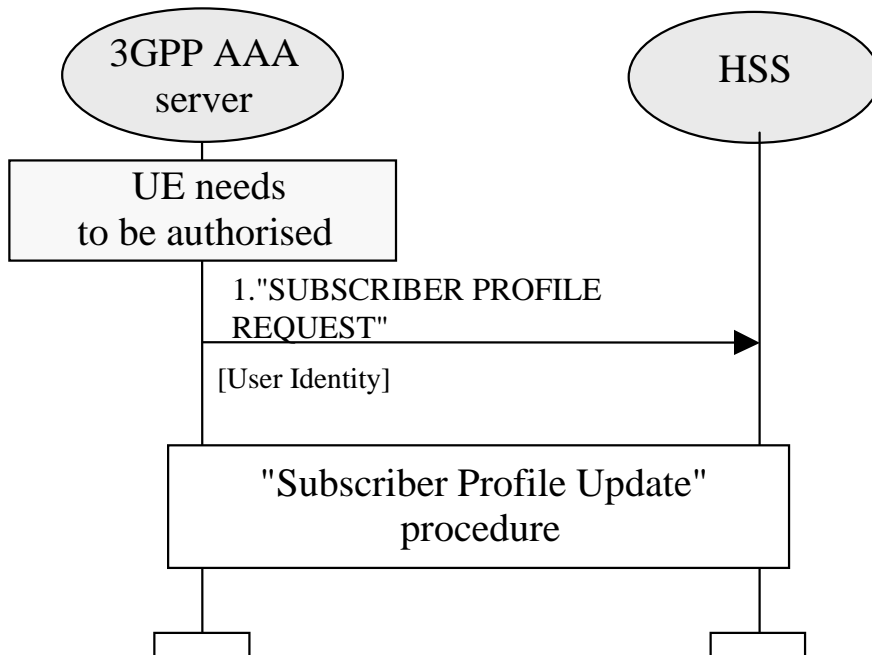 3GPP AAA
server
HSS
UE needs
to be authorised
1."SUBSCRIBER PROFILE
REQUEST"
[User Identity]
"Subscriber Profile Update"
procedure